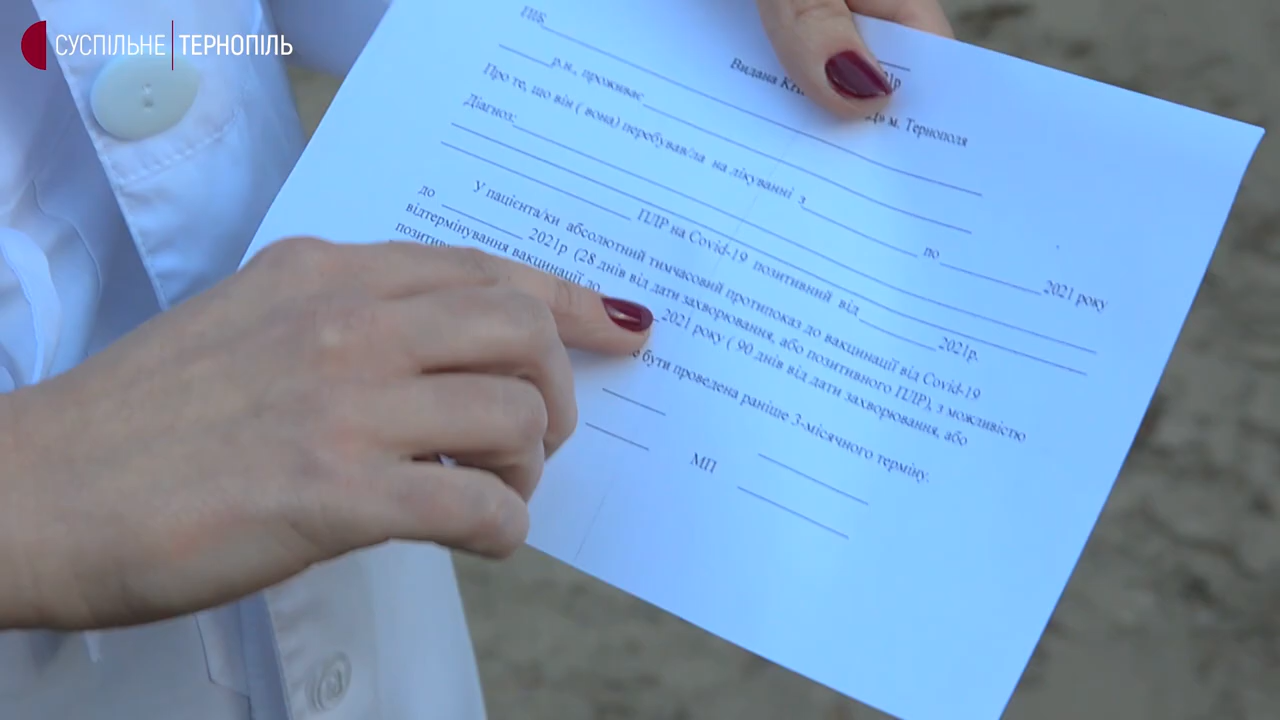 СУСПІЛЬНЕ ТЕРНОПІЛЬ
Видана м. Тернополя
ПІБ
р.н., проживає
Про те, що він ( вона) перебував/ла на лікуванні з по 2021 року
Діагноз:
ПЛР на Covid-19 позитивний від 2021р.
У пацієнта/ки абсолютний тимчасовий протипоказ до вакцинації від Covid-19
до 2021р (28 днів від дати захворювання, або позитивного ПЛР), з можливістю
відтермінування вакцинації до 2021 року ( 90 днів від дати захворювання, або
бути проведена раніше 3-місячного терміну.
МП